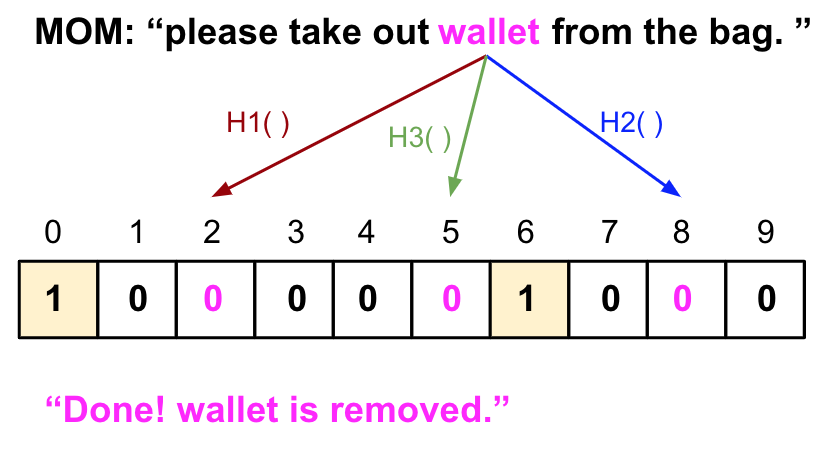 MOM: “please take out wallet from the bag. ”
H1( )
H3( )
H2( )
0 1 2 3 4 5 6 7 8 9
1 0 0 0 0 0 1 0 0 0
“Done! wallet is removed.”